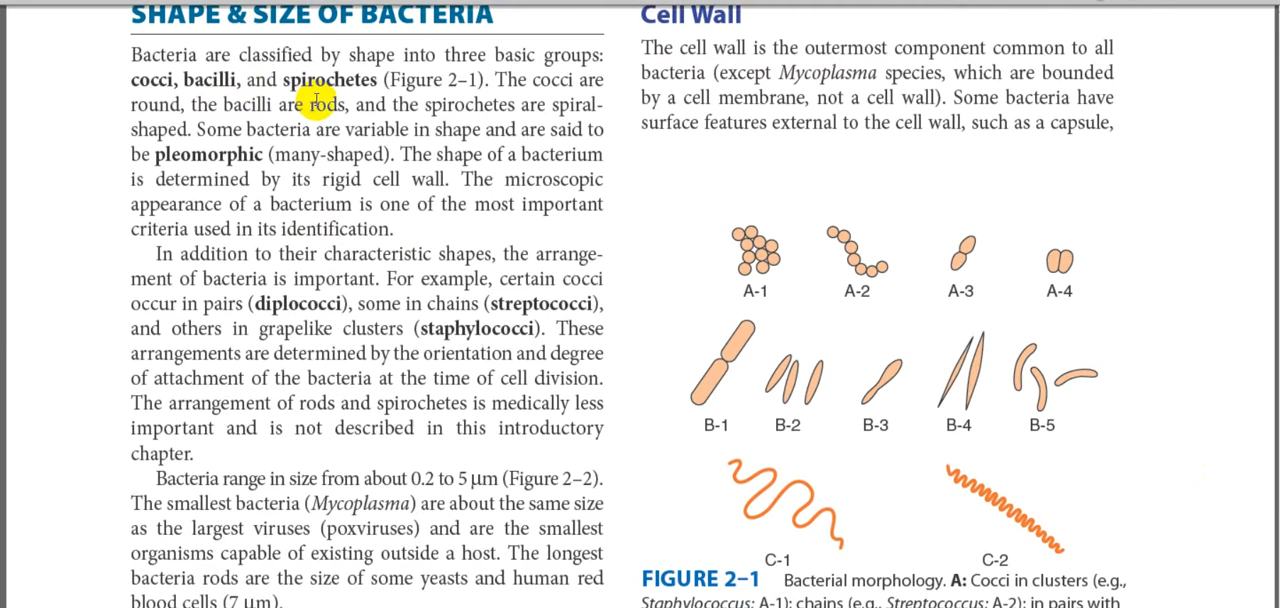 SHAPE & SIZE OF BACTERIA
Bacteria are classified by shape into three basic groups:
cocci, bacilli, and spirochetes (Figure 2–1). The cocci are
round, the bacilli are rods, and the spirochetes are spiral-
shaped. Some bacteria are variable in shape and are said to
be pleomorphic (many-shaped). The shape of a bacterium
is determined by its rigid cell wall. The microscopic
appearance of a bacterium is one of the most important
criteria used in its identification.
In addition to their characteristic shapes, the arrange-
ment of bacteria is important. For example, certain cocci
occur in pairs (diplococci), some in chains (streptococci),
and others in grapelike clusters (staphylococci). These
arrangements are determined by the orientation and degree
of attachment of the bacteria at the time of cell division.
The arrangement of rods and spirochetes is medically less
important and is not described in this introductory
chapter.
Bacteria range in size from about 0.2 to 5 μm (Figure 2–2).
The smallest bacteria (Mycoplasma) are about the same size
as the largest viruses (poxviruses) and are the smallest
organisms capable of existing outside a host. The longest
bacteria rods are the size of some yeasts and human red
blood cells (7 μm).
Cell Wall
The cell wall is the outermost component common to all
bacteria (except Mycoplasma species, which are bounded
by a cell membrane, not a cell wall). Some bacteria have
surface features external to the cell wall, such as a capsule,
A-1 A-2 A-3 A-4
B-1 B-2 B-3 B-4 B-5
C-1 C-2
FIGURE 2–1 Bacterial morphology. A: Cocci in clusters (e.g.,
Staphylococcus; A-1); chains (e.g., Streptococcus; A-2); in pairs with